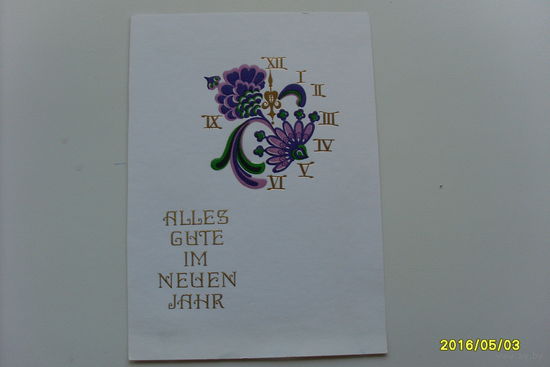 XII
I
II
III
IX
IV
V
VI
ALLES
GUTE
IM
NEUEN
JAHR
2016/05/03